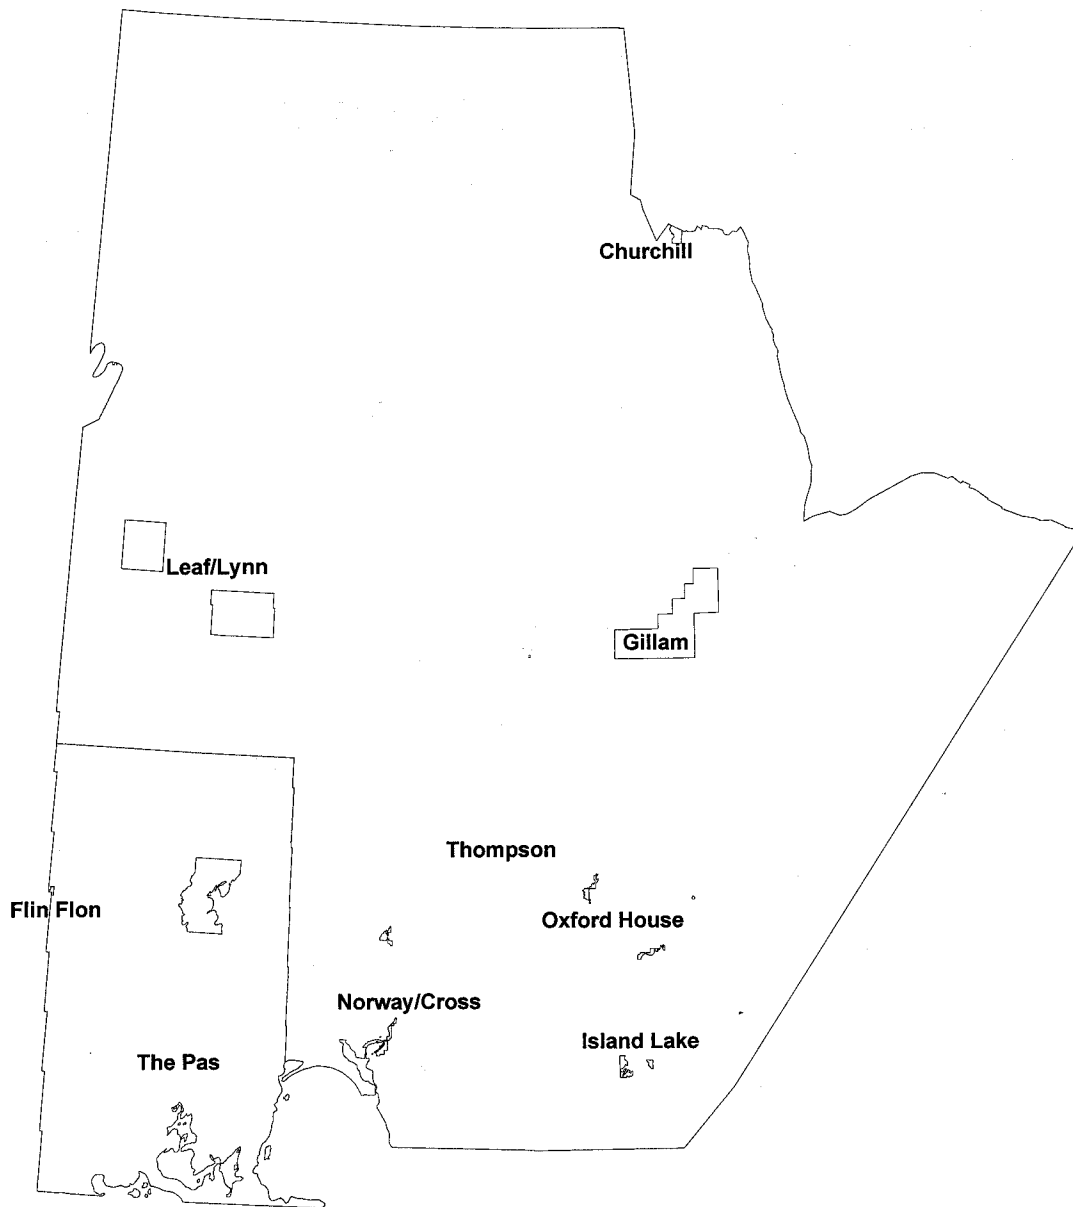 Churchill
Leaf/Lynn
Gillam
Thompson
Flin Flon
Oxford House
Norway/Cross
Island Lake
The Pas